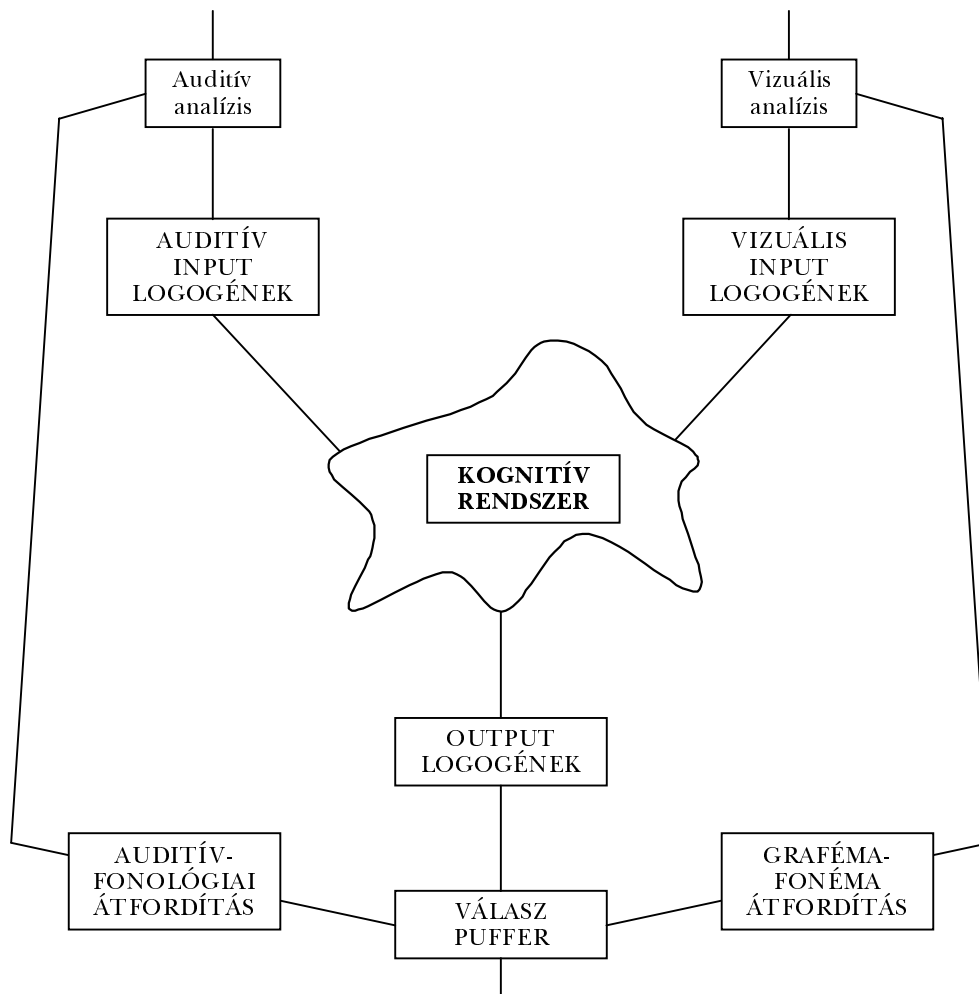 Auditív
analízis
Vizuális
analízis
AUDITÍV
INPUT
LOGOGÉNEK
VIZUÁLIS
INPUT
LOGOGÉNEK
KOGNITÍV
RENDSZER
OUTPUT
LOGOGÉNEK
AUDITÍV-
FONOLÓGIAI
ÁTFORDÍTÁS
GRAFÉMA-
FONÉMA
ÁTFORDÍTÁS
VÁLASZ
PUFFER